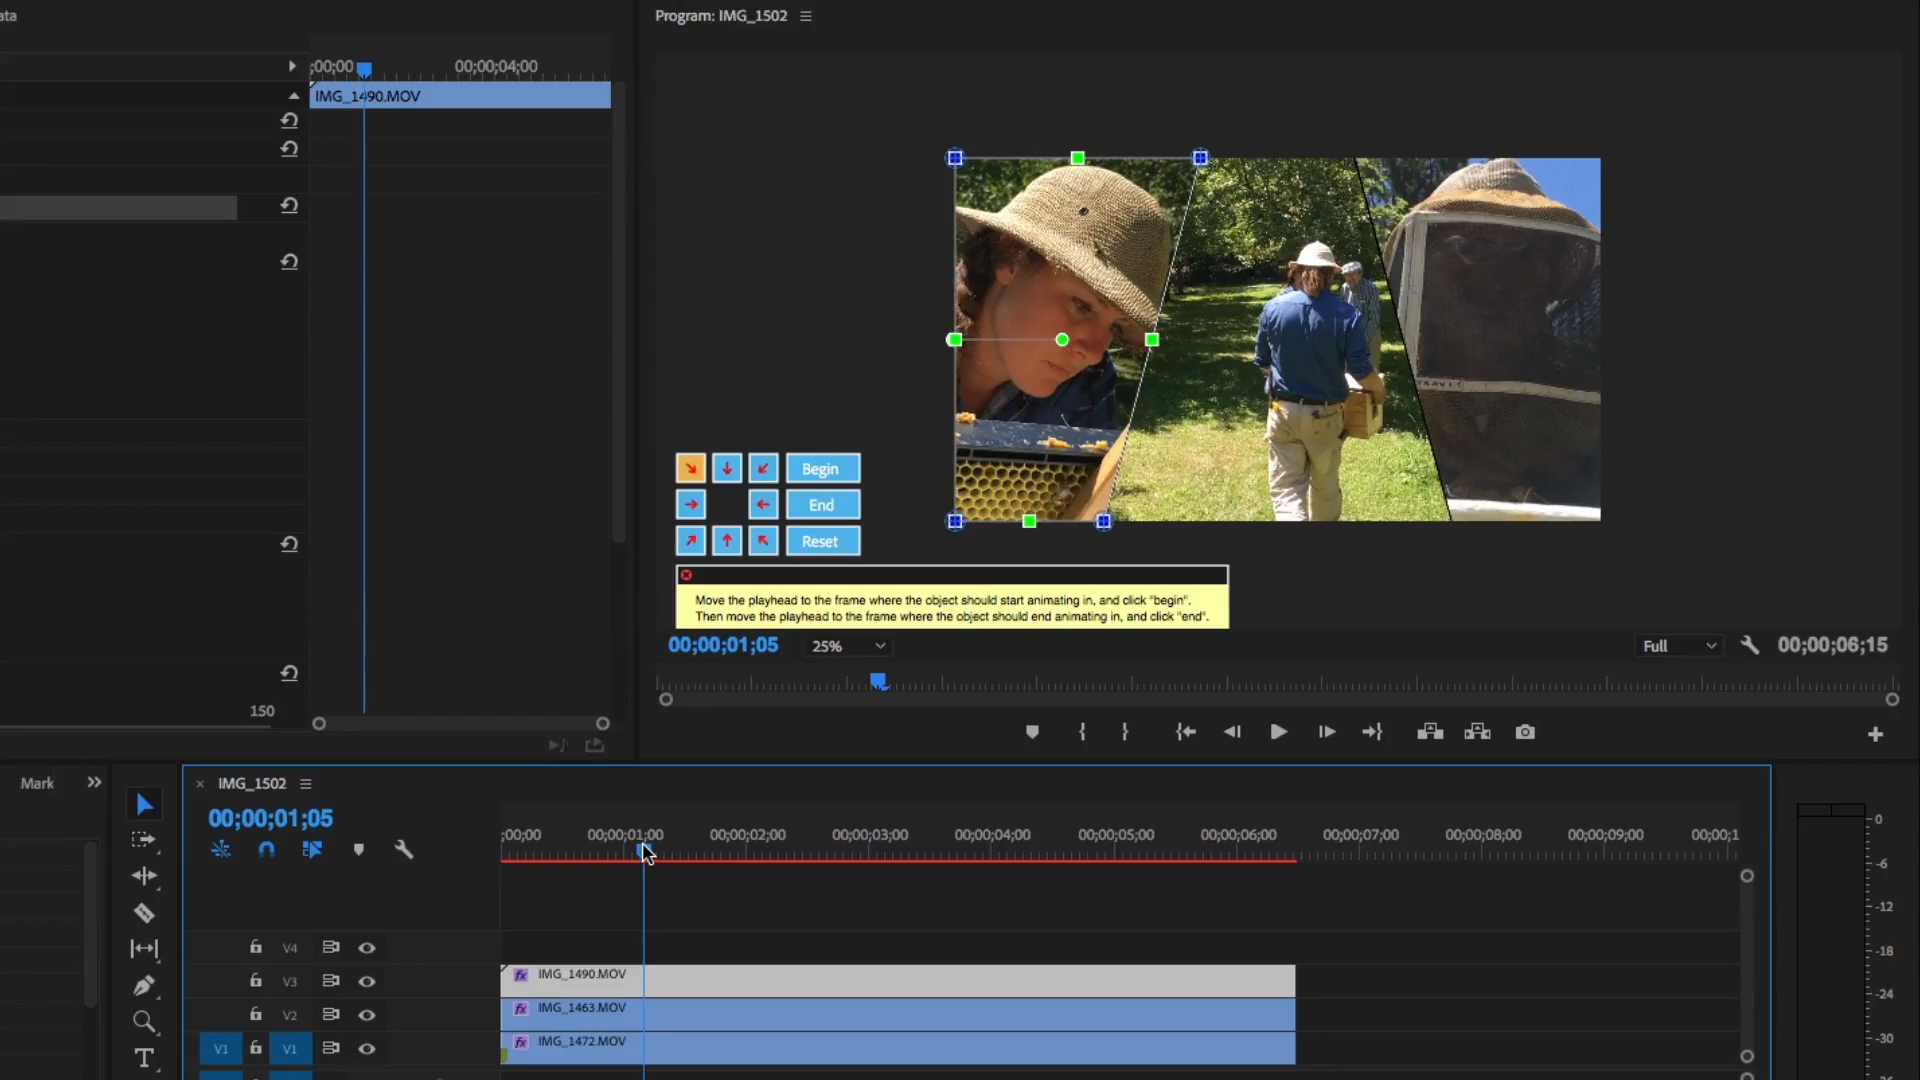 ata
Program: IMG_1502
;00;00
00;00;04;00
IMG_1490.MOV
Begin
End
Reset
Move the playhead to the frame where the object should start animating in, and click "begin".
Then move the playhead to the frame where the object should end animating in, and click "end".
00;00;01;05
25%
Full
00;00;06;15
150
Mark
IMG_1502
00;00;01;05
;00;00
00;00;01;00
00;00;02;00
00;00;03;00
00;00;04;00
00;00;05;00
00;00;06;00
00;00;07;00
00;00;08;00
00;00;09;00
00;00;1
0
-6
-12
-18
-24
-30
V4
V3
fx IMG_1490.MOV
V2
fx IMG_1463.MOV
V1
V1
fx IMG_1472.MOV